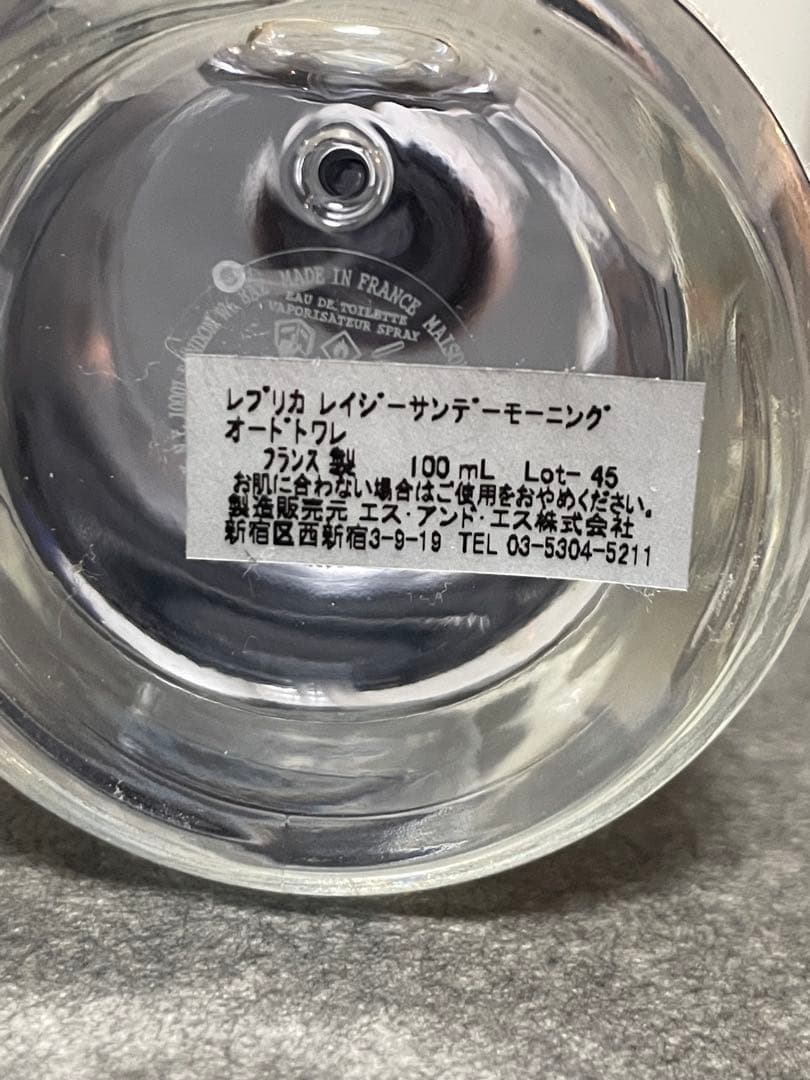 MADE IN FRANCE MAISON
EAU DE TOILETTE
VAPORISATEUR SPRAY
レプリカ レイジーサンデーモーニング
オードトワレ
フランス 製 100 mL Lot- 45
お肌に合わない場合はご使用をおやめください。
製造販売元 エス・アンド・エス株式会社
新宿区西新宿3-9-19 TEL 03-5304-5211